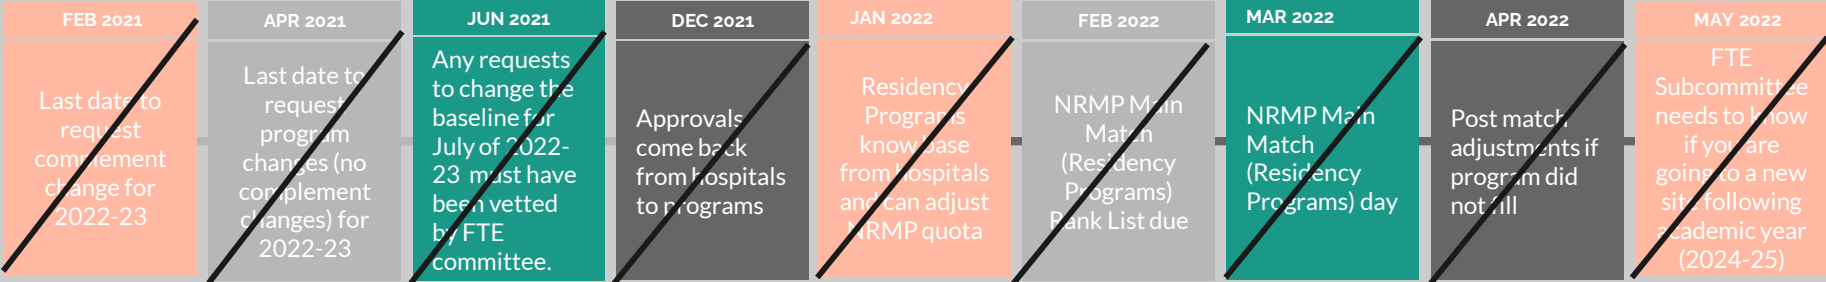 FEB 2021
Last date to
request
complement
change for
2022-23
APR 2021
Last date to
request
program
changes (no
complement
changes) for
2022-23
JUN 2021
Any requests
to change the
baseline for
July of 2022-
23 must have
been vetted
by FTE
committee.
DEC 2021
Approvals
come back
from hospitals
to programs
JAN 2022
Residency
Programs
know base
from hospitals
and can adjust
NRMP quota
FEB 2022
NRMP Main
Match
(Residency
Programs)
Rank List due
MAR 2022
NRMP Main
Match
(Residency
Programs) day
APR 2022
Post match
adjustments if
program did
not fill
MAY 2022
FTE
Subcommittee
needs to know
if you are
going to a new
site following
academic year
(2024-25)